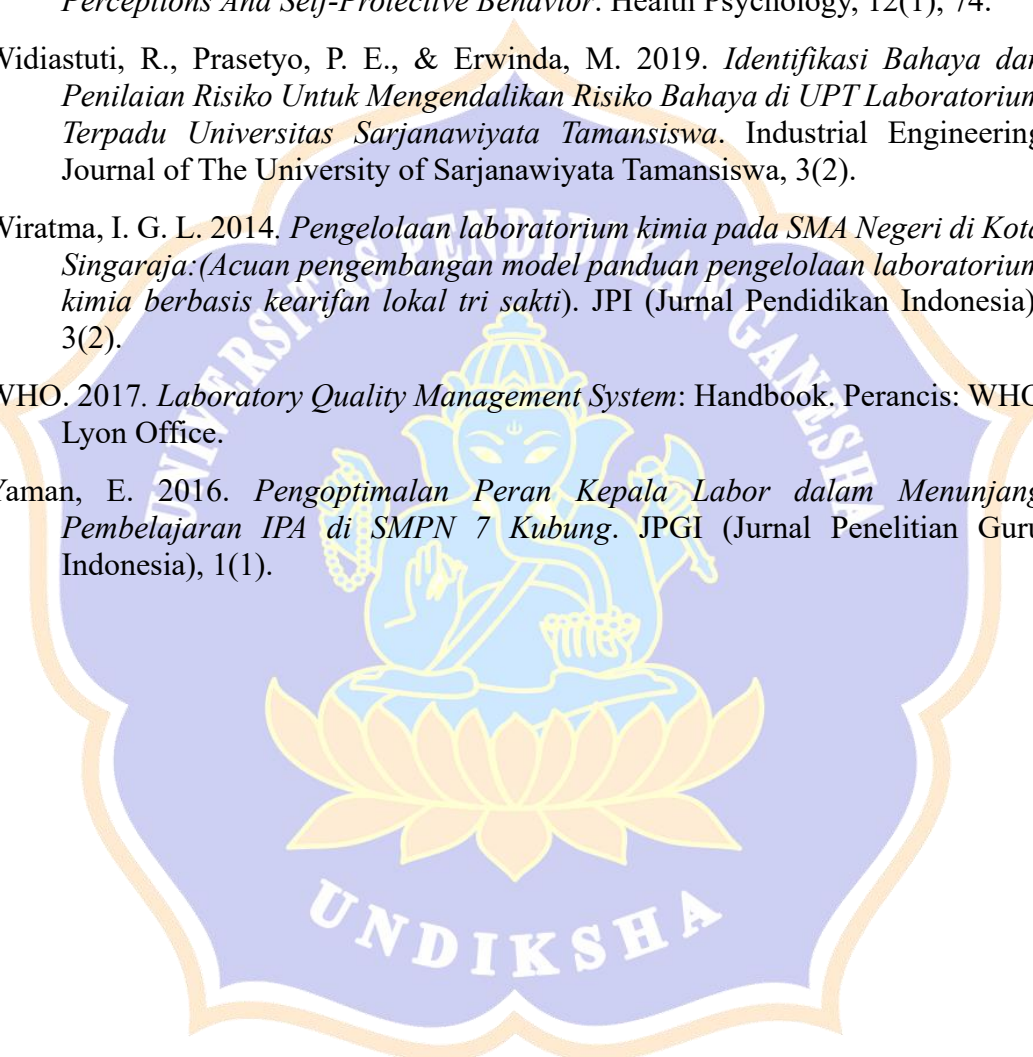 Perceptions And Self-Protective Behavior. Health Psychology, 12(1), 74.
Widiastuti, R., Prasetyo, P. E., & Erwinda, M. 2019. Identifikasi Bahaya dan
Penilaian Risiko Untuk Mengendalikan Risiko Bahaya di UPT Laboratorium
Terpadu Universitas Sarjanawiyata Tamansiswa. Industrial Engineering
Journal of The University of Sarjanawiyata Tamansiswa, 3(2).
Wiratma, I. G. L. 2014. Pengelolaan laboratorium kimia pada SMA Negeri di Kota
Singaraja:(Acuan pengembangan model panduan pengelolaan laboratorium
kimia berbasis kearifan lokal tri sakti). JPI (Jurnal Pendidikan Indonesia)
3(2).
WHO. 2017. Laboratory Quality Management System: Handbook. Perancis: WHO
Lyon Office.
Yaman, E. 2016. Pengoptimalan Peran Kepala Labor dalam Menunjang
Pembelajaran IPA di SMPN 7 Kubung. JPGI (Jurnal Penelitian Guru
Indonesia), 1(1).
UNIVERSITAS PENDIDIKAN GANESHA
UNDIKSHA